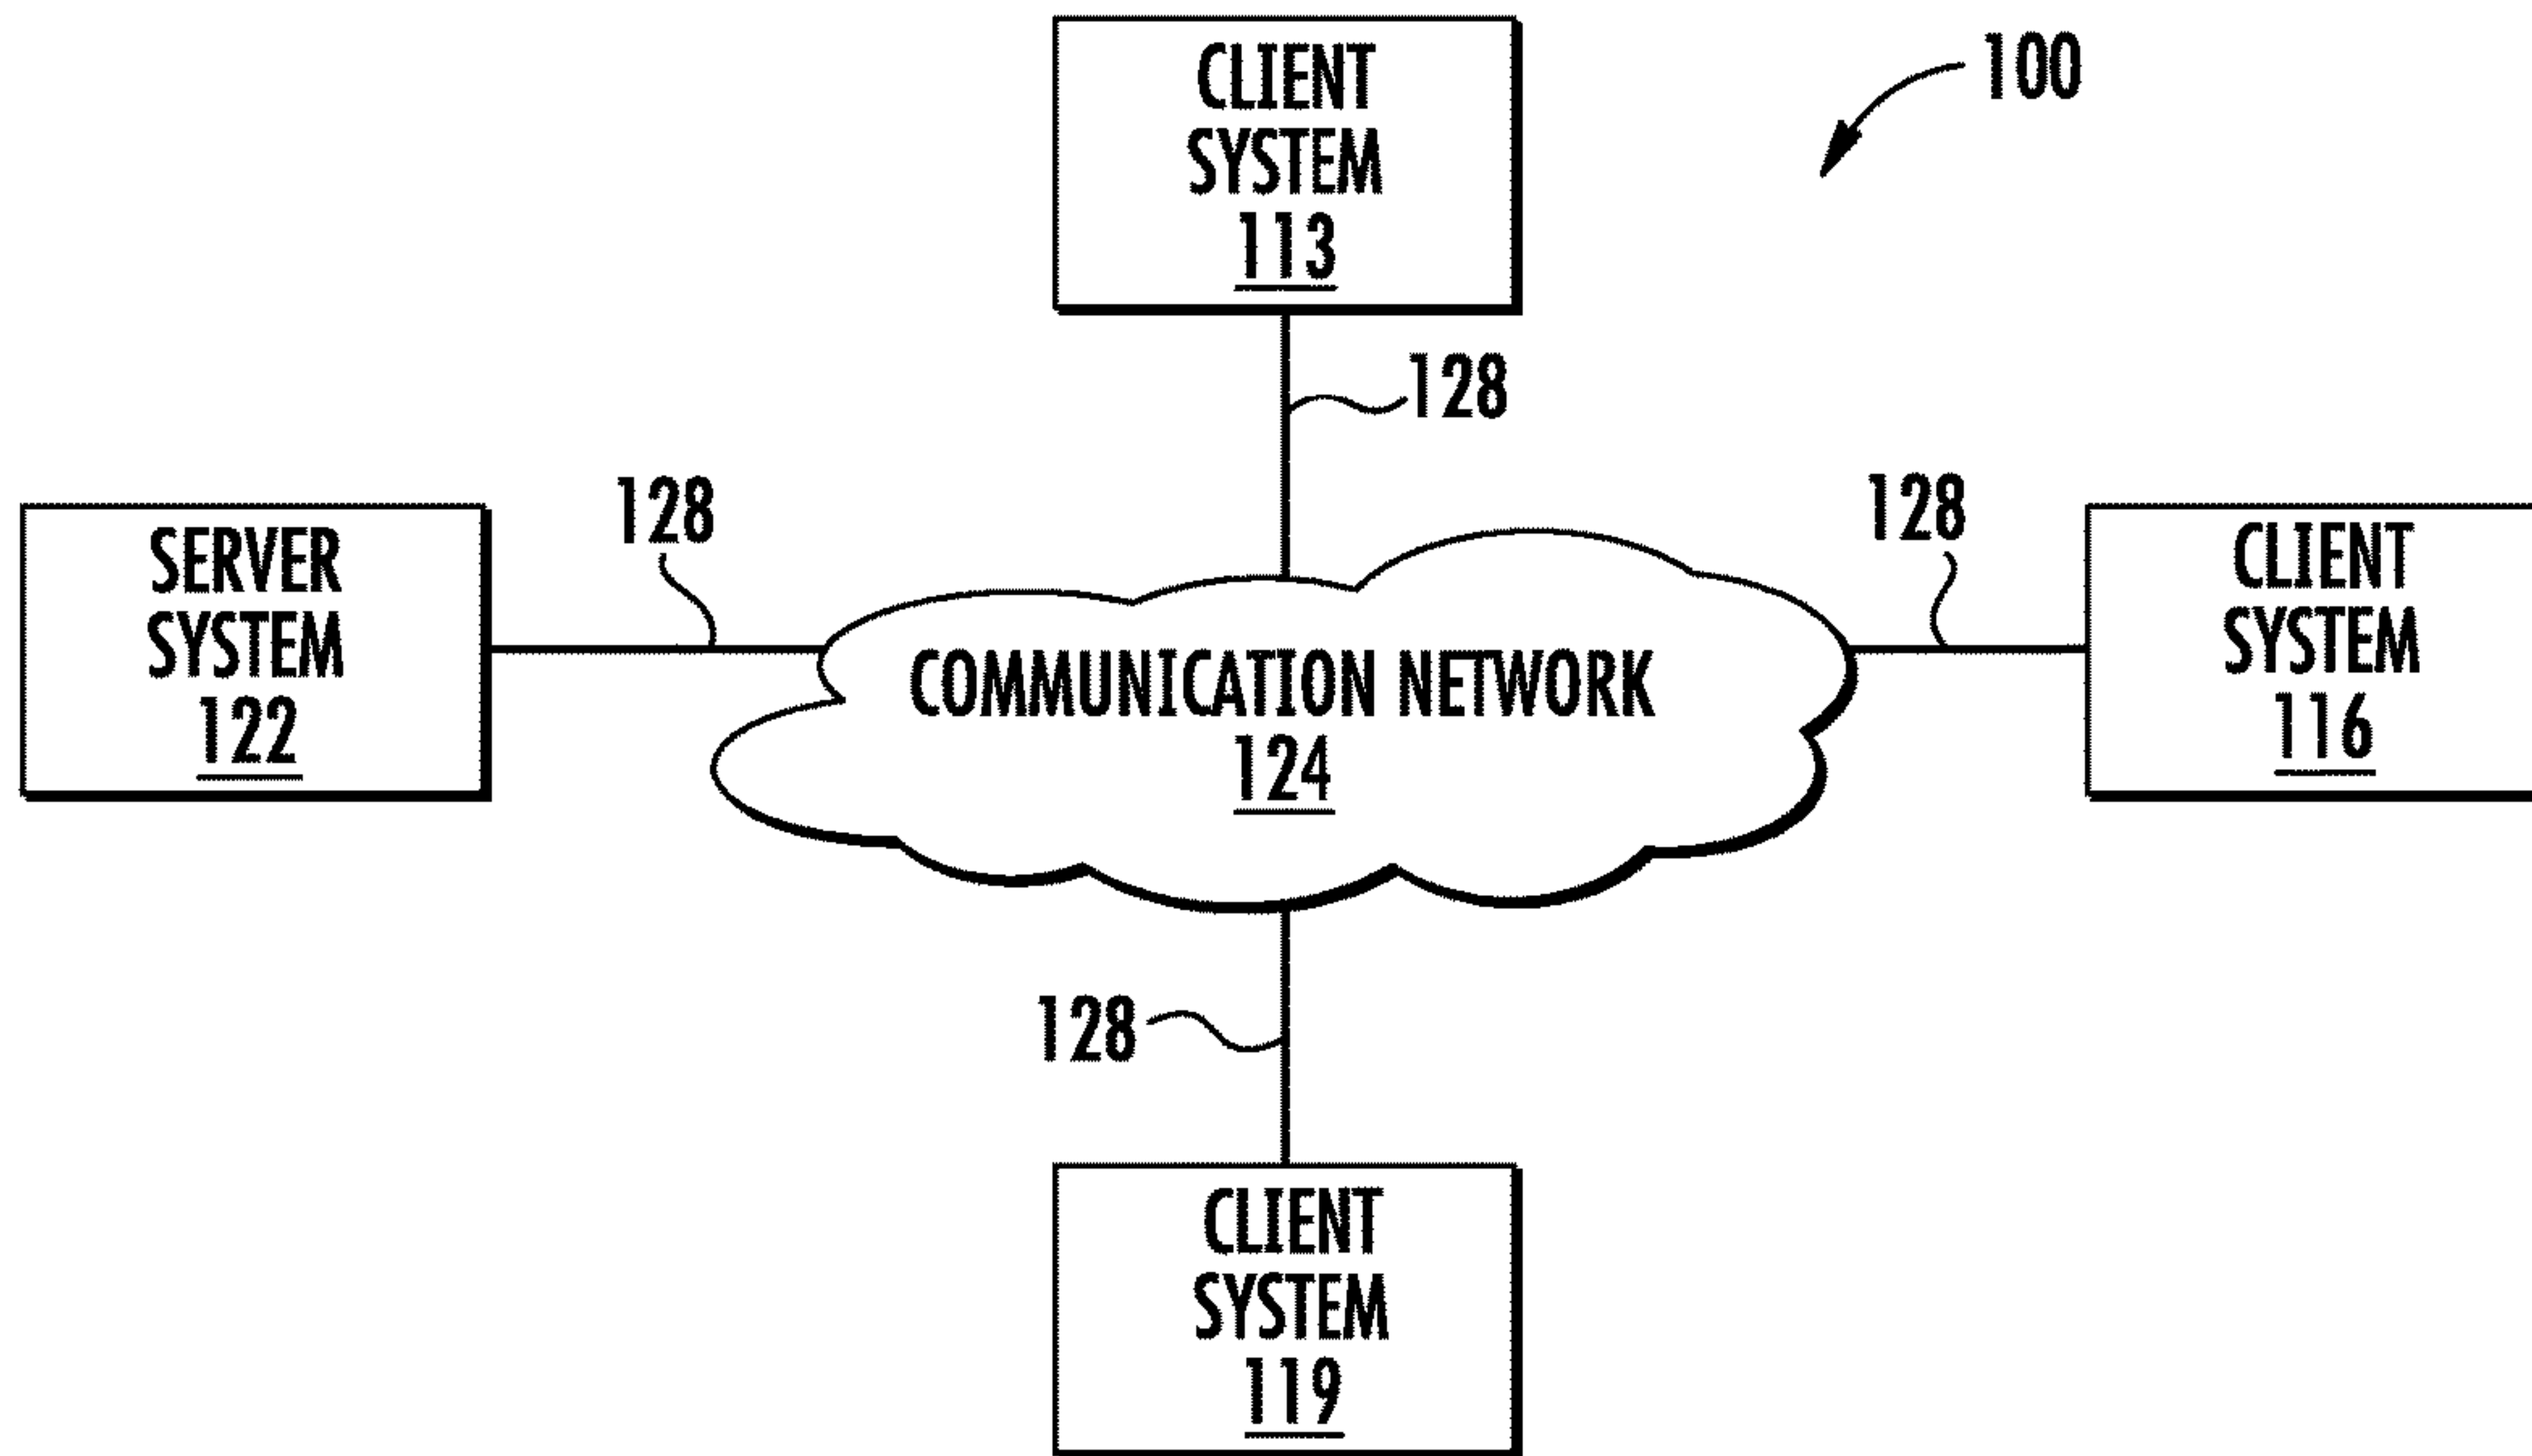 CLIENT
SYSTEM
113
100
128
SERVER
SYSTEM
122
128
128
CLIENT
SYSTEM
116
COMMUNICATION NETWORK
124
128
CLIENT
SYSTEM
119